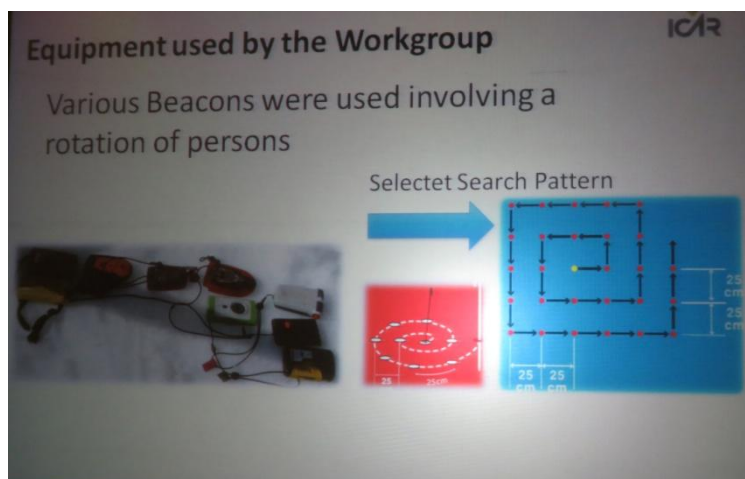 ICAR
Equipment used by the Workgroup
Various Beacons were used involving a
rotation of persons
Selectet Search Pattern
25
cm
25
cm
25
25cm
25 25
cm cm